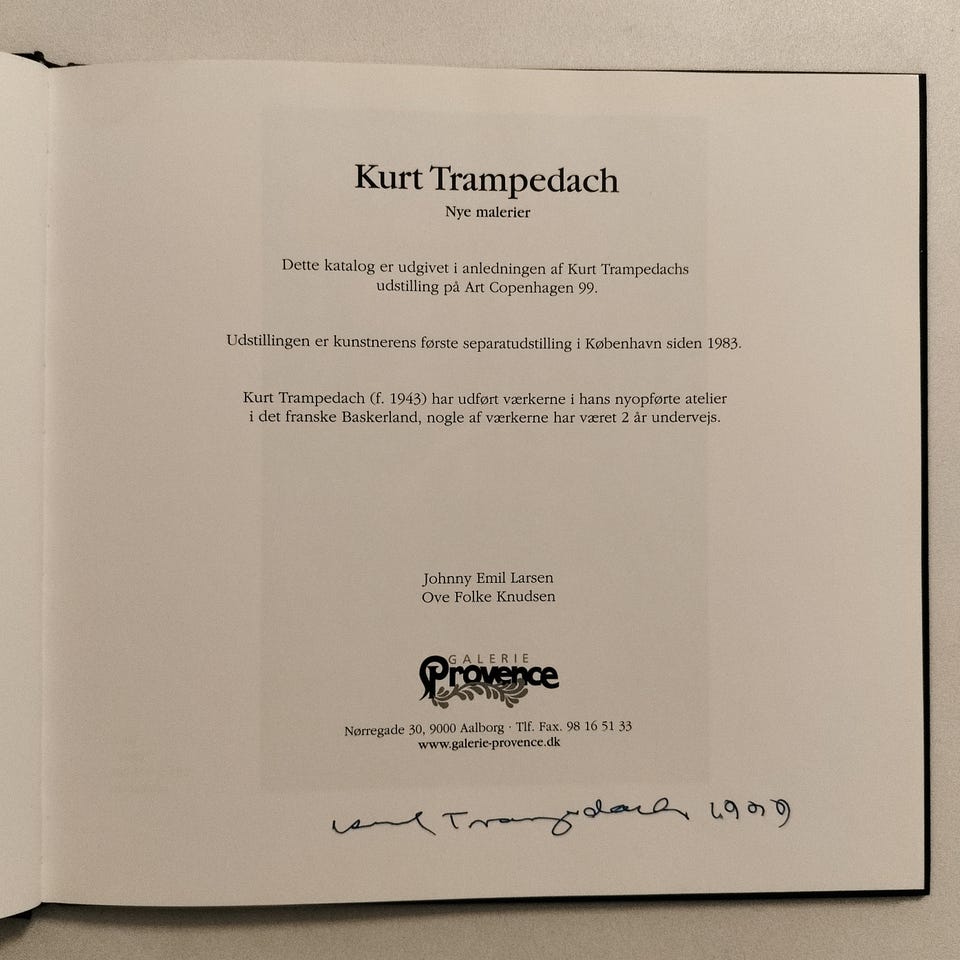 Kurt Trampedach
Nye malerier
Dette katalog er udgivet i anledningen af Kurt Trampedachs
udstilling på Art Copenhagen 99.
Udstillingen er kunstnerens første separatudstilling i København siden 1983.
Kurt Trampedach (f. 1943) har udført værkerne i hans nyopførte atelier
i det franske Baskerland, nogle af værkerne har været 2 år undervejs.
Johnny Emil Larsen
Ove Folke Knudsen
GALERIE
Provence
Nørregade 30, 9000 Aalborg · Tlf. Fax. 98 16 51 33
www.galerie-provence.dk
Kurt Trampedach 1999